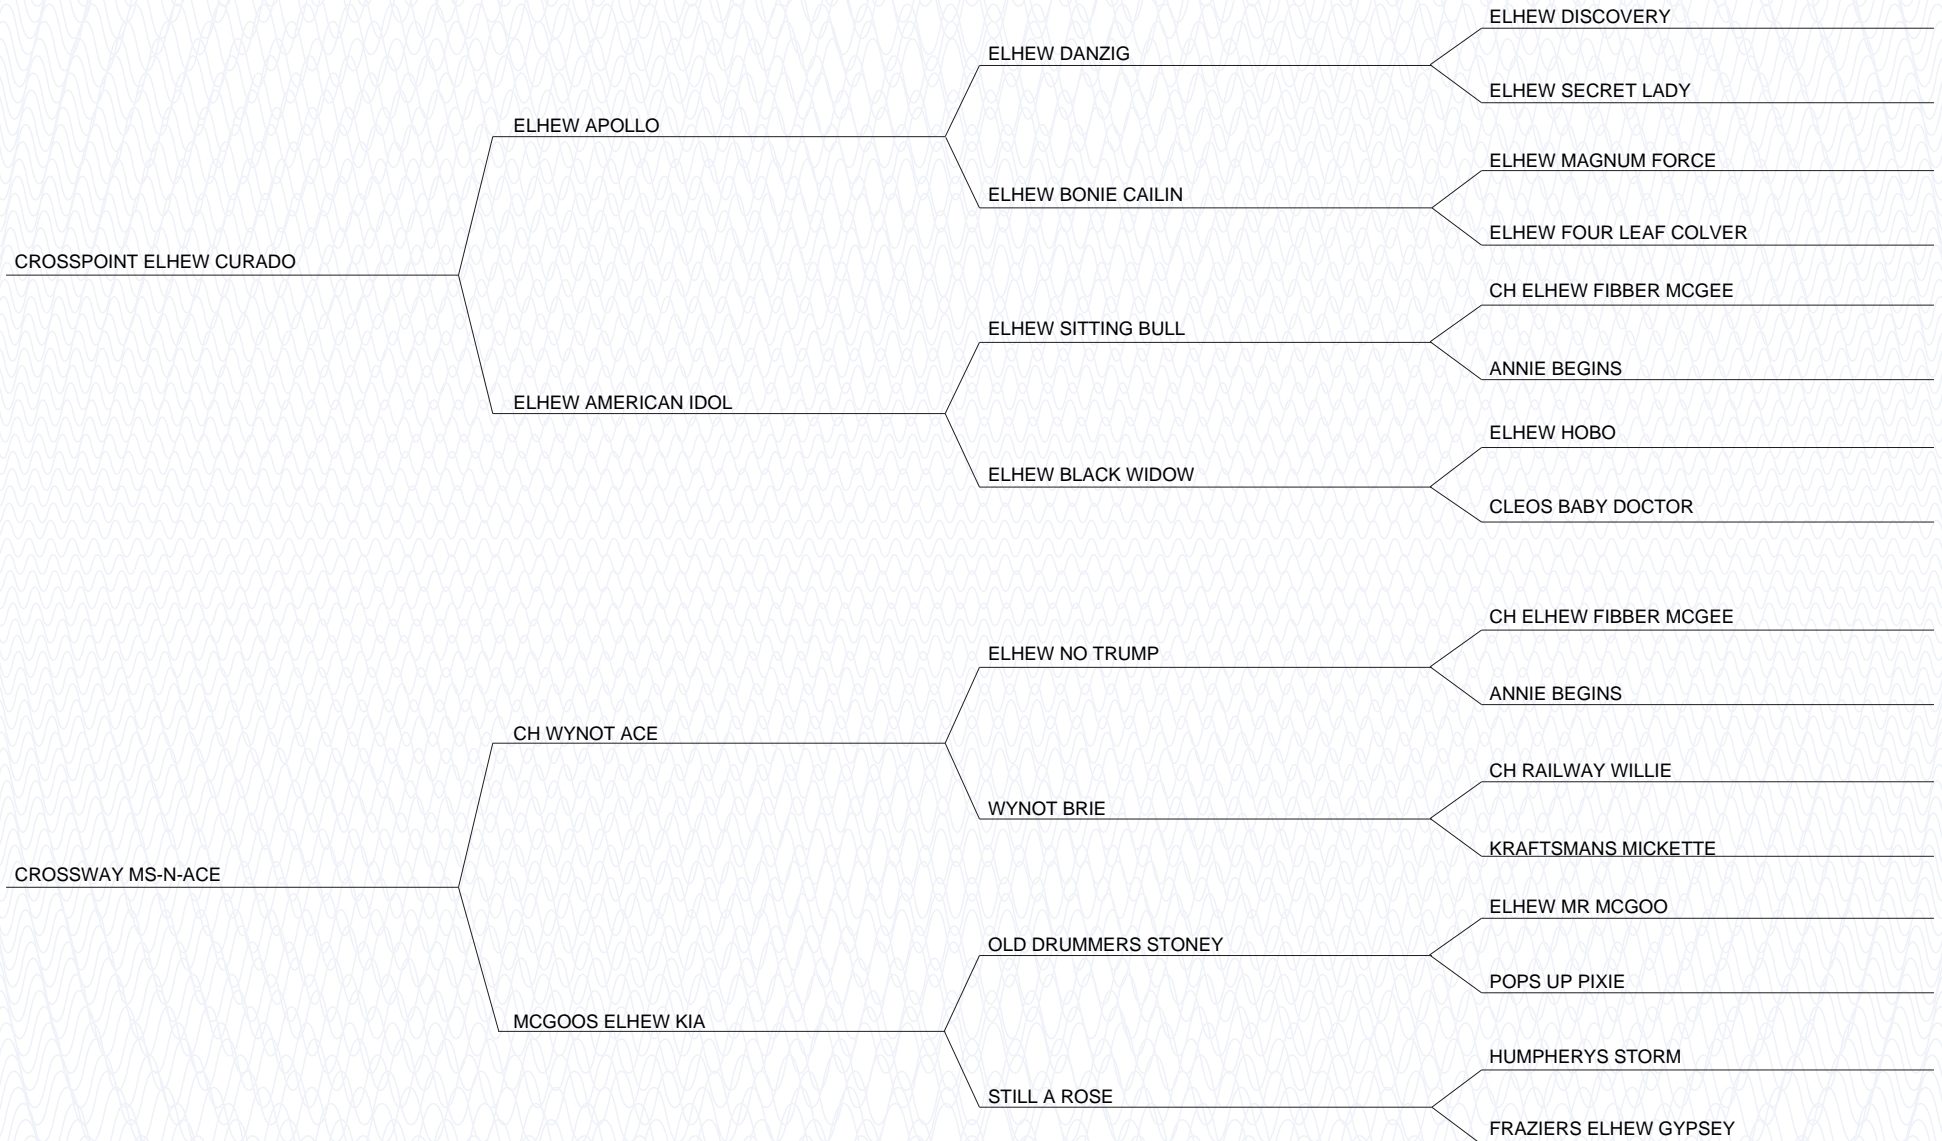 ELHEW DISCOVERY
ELHEW DANZIG
ELHEW SECRET LADY
ELHEW APOLLO
ELHEW MAGNUM FORCE
ELHEW BONIE CAILIN
ELHEW FOUR LEAF COLVER
CROSSPOINT ELHEW CURADO
CH ELHEW FIBBER MCGEE
ELHEW SITTING BULL
ANNIE BEGINS
ELHEW AMERICAN IDOL
ELHEW HOBO
ELHEW BLACK WIDOW
CLEOS BABY DOCTOR
CH ELHEW FIBBER MCGEE
ELHEW NO TRUMP
ANNIE BEGINS
CH WYNOT ACE
CH RAILWAY WILLIE
WYNOT BRIE
KRAFTSMANS MICKETTE
CROSSWAY MS-N-ACE
ELHEW MR MCGOO
OLD DRUMMERS STONEY
POPS UP PIXIE
MCGOOS ELHEW KIA
HUMPHERYS STORM
STILL A ROSE
FRAZIERS ELHEW GYPSEY